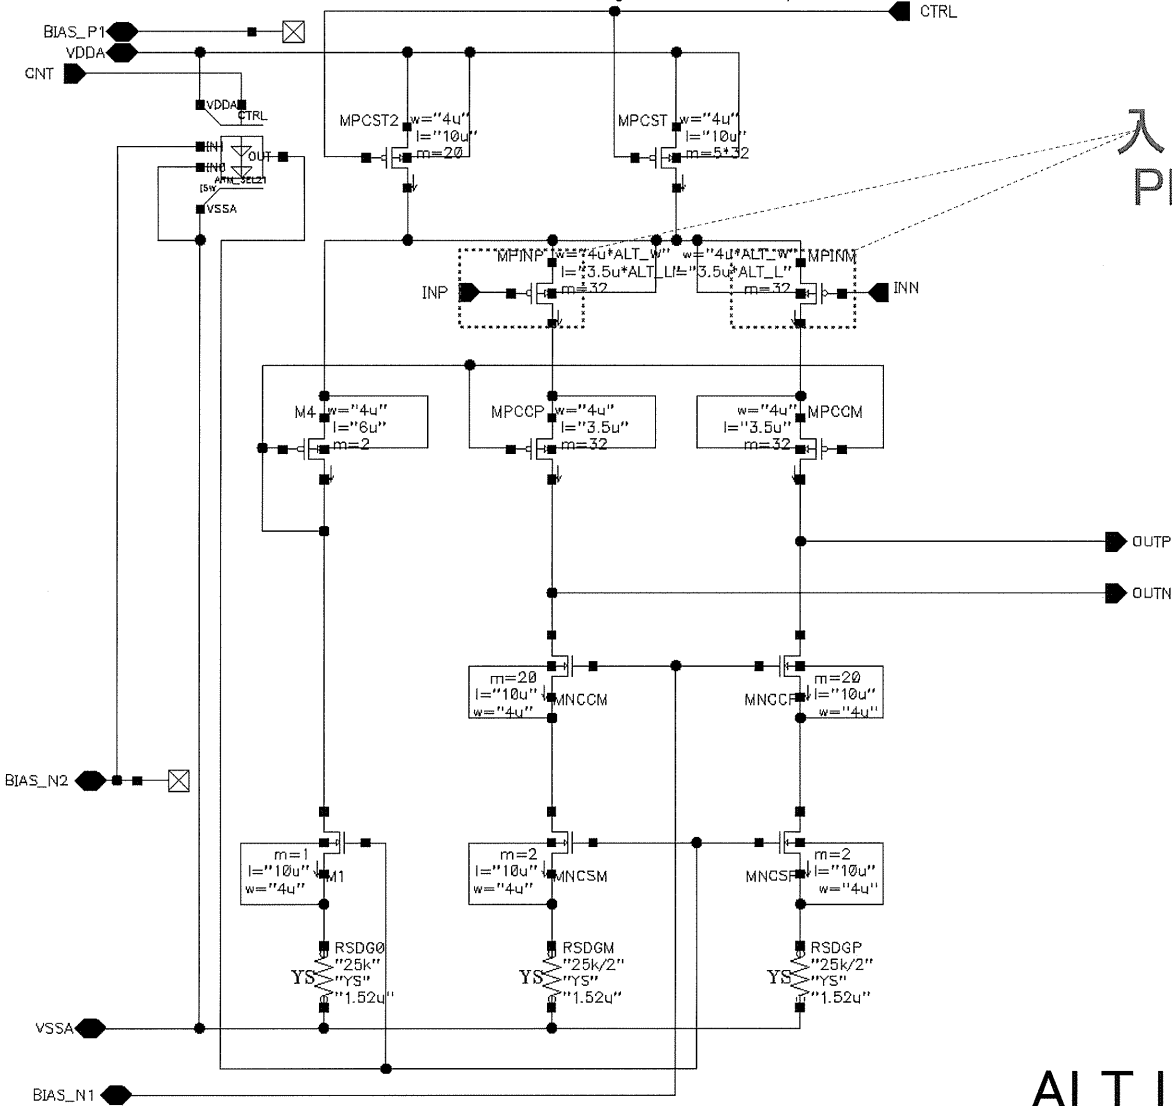 CTRL
BIAS_P1
VDDA
CNT
VDDA
CTRL
MPCST2
w="4u"
l="10u"
m=20
MPCST
w="4u"
l="10u"
m=5*32
入
IN1
OUT
IN0
VSSA
MPINP
w="4u*ALT_W"
l="3.5u*ALT_L"
m=32
w="4u*ALT_W"
l="3.5u*ALT_L"
m=32
MPINM
INP
INN
M4
w="4u"
l="6u"
m=2
MPCCP
w="4u"
l="3.5u"
m=32
w="4u"
l="3.5u"
m=32
MPCCM
OUTP
OUTN
m=20
l="10u"
w="4u"
MNCCM
MNCCP
m=20
l="10u"
w="4u"
BIAS_N2
m=1
l="10u"
w="4u"
M1
m=2
l="10u"
w="4u"
MNCSM
MNCSP
m=2
l="10u"
w="4u"
RSDG0
YS
"25k"
"1.52u"
RSDGM
YS
"25k/2"
"YS"
"1.52u"
RSDGP
YS
"25k/2"
"YS"
"1.52u"
VSSA
BIAS_N1